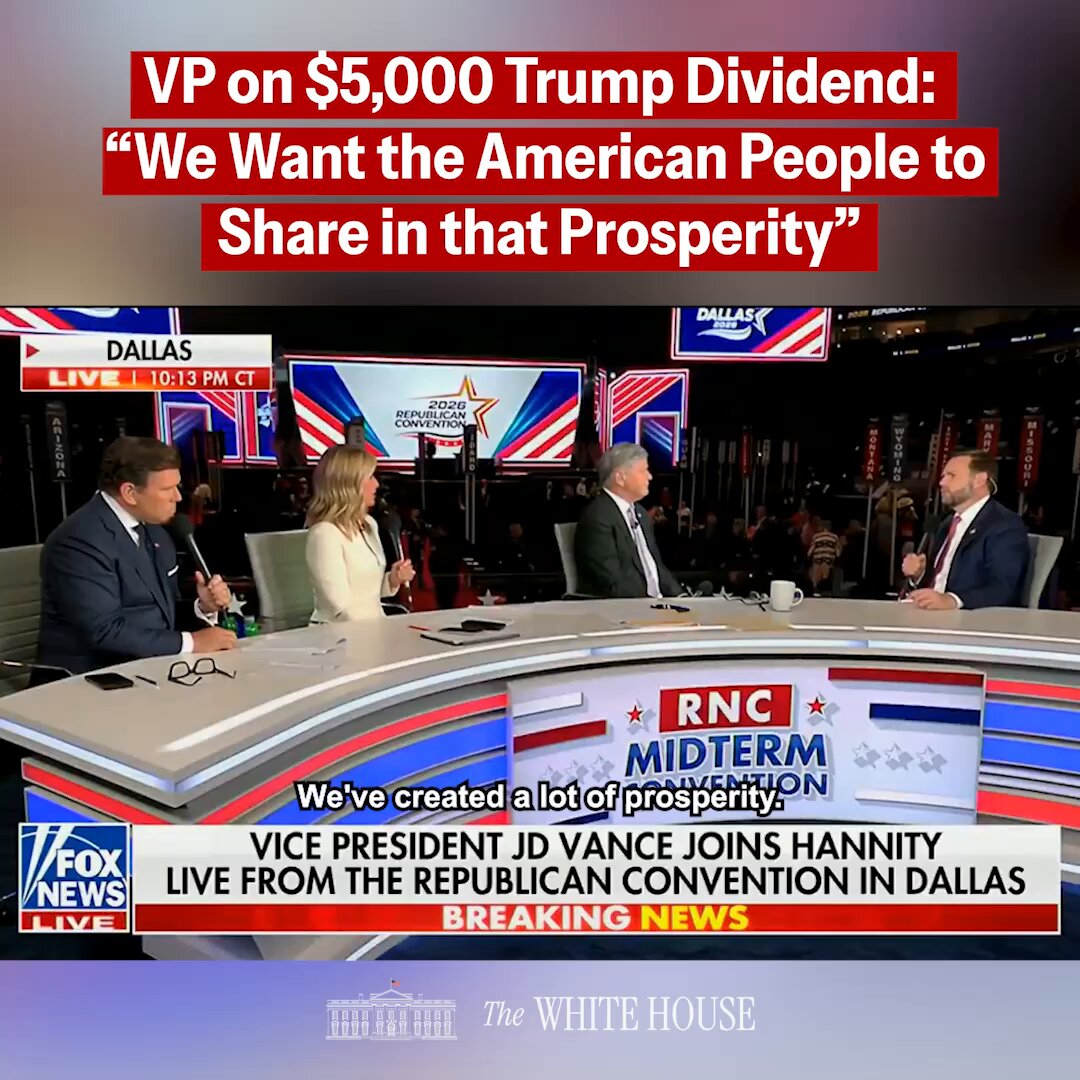 VP on $5,000 Trump Dividend:
“We Want the American People to
Share in that Prosperity”
DALLAS
LIVE | 10:13 PM CT
DALLAS
2026
2026
REPUBLICAN
CONVENTION
ARIZONA
IDAHO
MONTANA
WYOMING
MISSOURI
RNC
MIDTERM
CONVENTION
We've created a lot of prosperity.
FOX
NEWS
LIVE
VICE PRESIDENT JD VANCE JOINS HANNITY
LIVE FROM THE REPUBLICAN CONVENTION IN DALLAS
BREAKING NEWS
The WHITE HOUSE